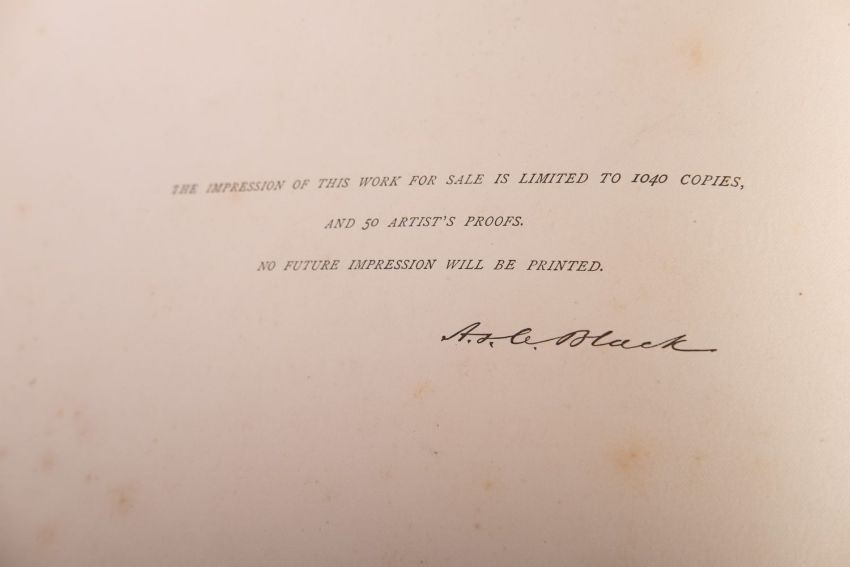 THE IMPRESSION OF THIS WORK FOR SALE IS LIMITED TO 1040 COPIES,
AND 50 ARTIST'S PROOFS.
NO FUTURE IMPRESSION WILL BE PRINTED.
A. & C. Black